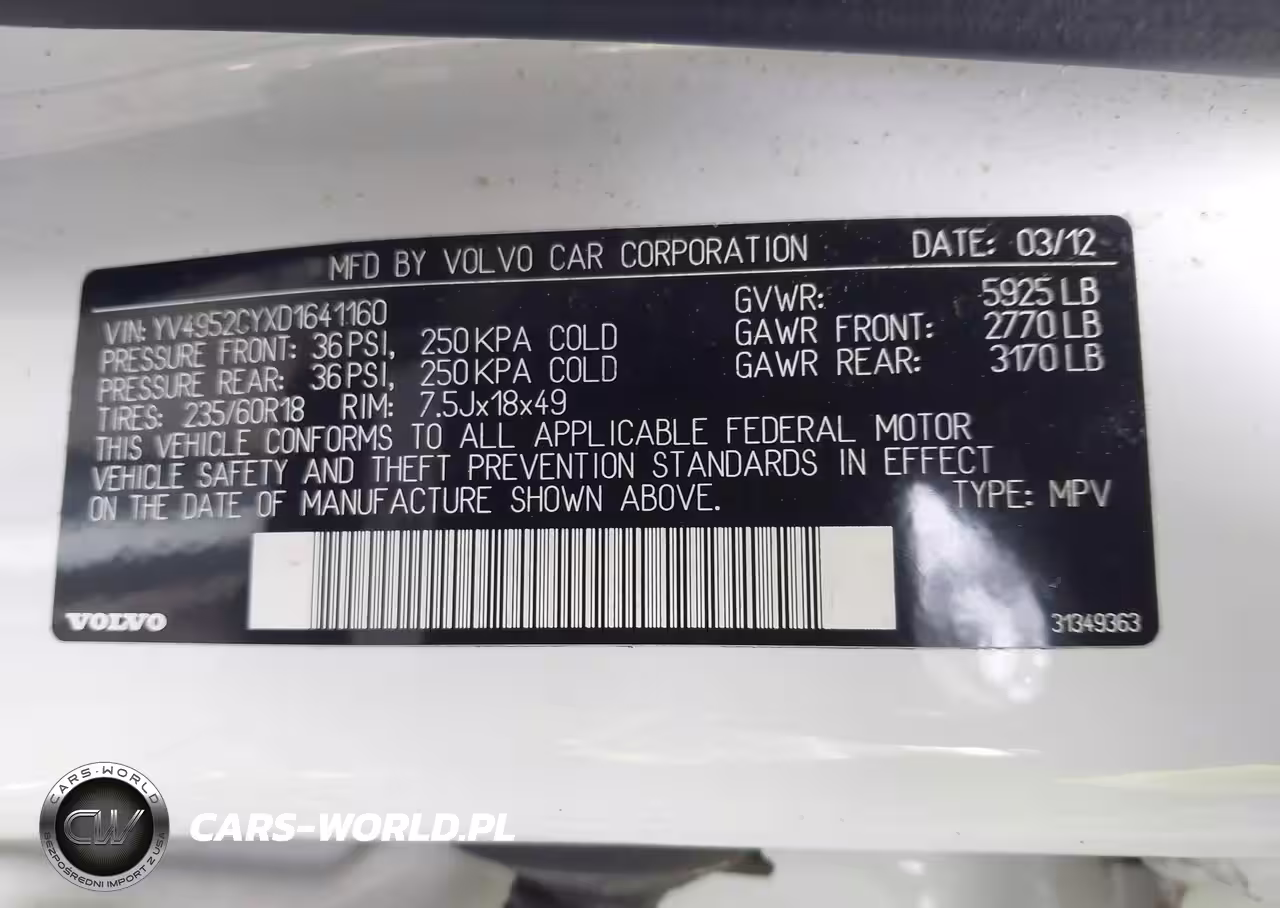 MFD BY VOLVO CAR CORPORATION DATE: 03/12
VIN: YV4952CYXD1641160
GVWR: 5925 LB
PRESSURE FRONT: 36 PSI, 250 KPA COLD
GAWR FRONT: 2770 LB
PRESSURE REAR: 36 PSI, 250 KPA COLD
GAWR REAR: 3170 LB
TIRES: 235/60R18 RIM: 7.5Jx18x49
THIS VEHICLE CONFORMS TO ALL APPLICABLE FEDERAL MOTOR
VEHICLE SAFETY AND THEFT PREVENTION STANDARDS IN EFFECT
ON THE DATE OF MANUFACTURE SHOWN ABOVE.
TYPE: MPV
VOLVO
31349363
CARS-WORLD
CW
BEZPOŚREDNI IMPORT Z USA
CARS-WORLD.PL